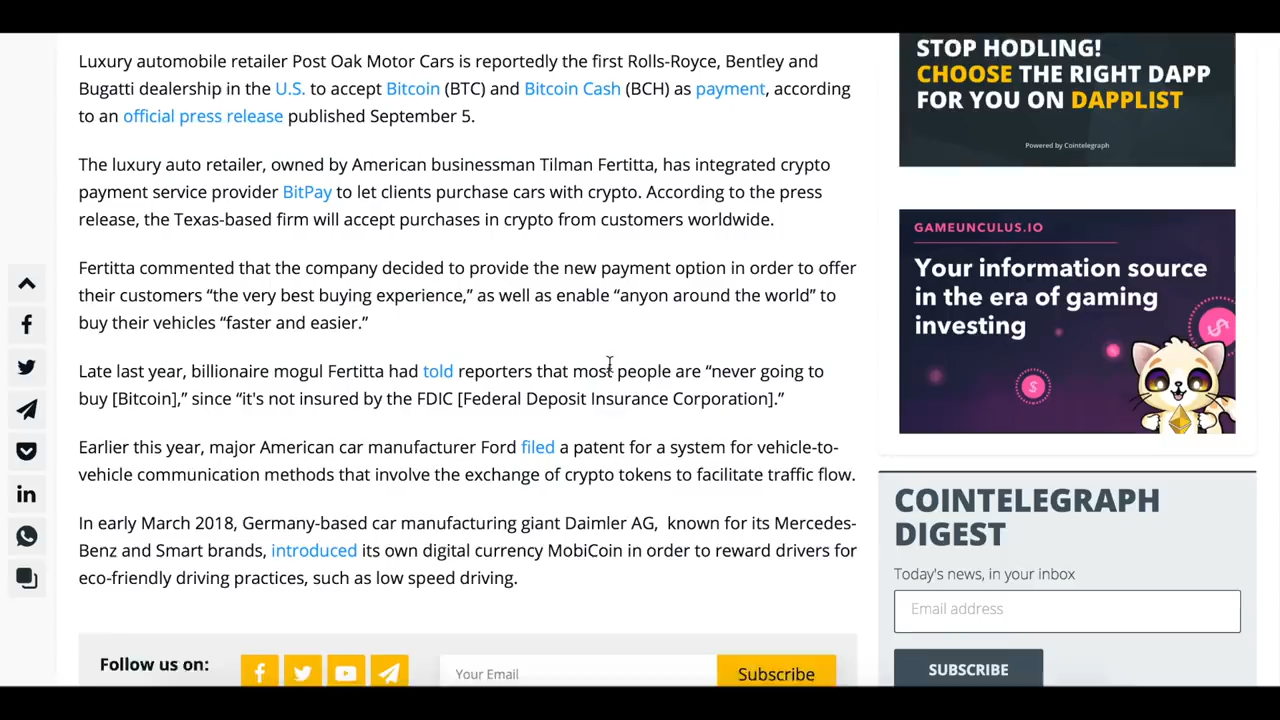 Luxury automobile retailer Post Oak Motor Cars is reportedly the first Rolls-Royce, Bentley and
Bugatti dealership in the U.S. to accept Bitcoin (BTC) and Bitcoin Cash (BCH) as payment, according
to an official press release published September 5.
The luxury auto retailer, owned by American businessman Tilman Fertitta, has integrated crypto
payment service provider BitPay to let clients purchase cars with crypto. According to the press
release, the Texas-based firm will accept purchases in crypto from customers worldwide.
Fertitta commented that the company decided to provide the new payment option in order to offer
their customers “the very best buying experience,” as well as enable “anyon around the world” to
buy their vehicles “faster and easier.”
Late last year, billionaire mogul Fertitta had told reporters that most people are “never going to
buy [Bitcoin],” since “it's not insured by the FDIC [Federal Deposit Insurance Corporation].”
Earlier this year, major American car manufacturer Ford filed a patent for a system for vehicle-to-
vehicle communication methods that involve the exchange of crypto tokens to facilitate traffic flow.
In early March 2018, Germany-based car manufacturing giant Daimler AG,  known for its Mercedes-
Benz and Smart brands, introduced its own digital currency MobiCoin in order to reward drivers for
eco-friendly driving practices, such as low speed driving.
Follow us on:
Your Email
Subscribe
STOP HODLING!
CHOOSE THE RIGHT DAPP
FOR YOU ON DAPPLIST
Powered by Cointelegraph
GAMEUNCULUS.IO
Your information source
in the era of gaming
investing
COINTELEGRAPH
DIGEST
Today's news, in your inbox
Email address
SUBSCRIBE